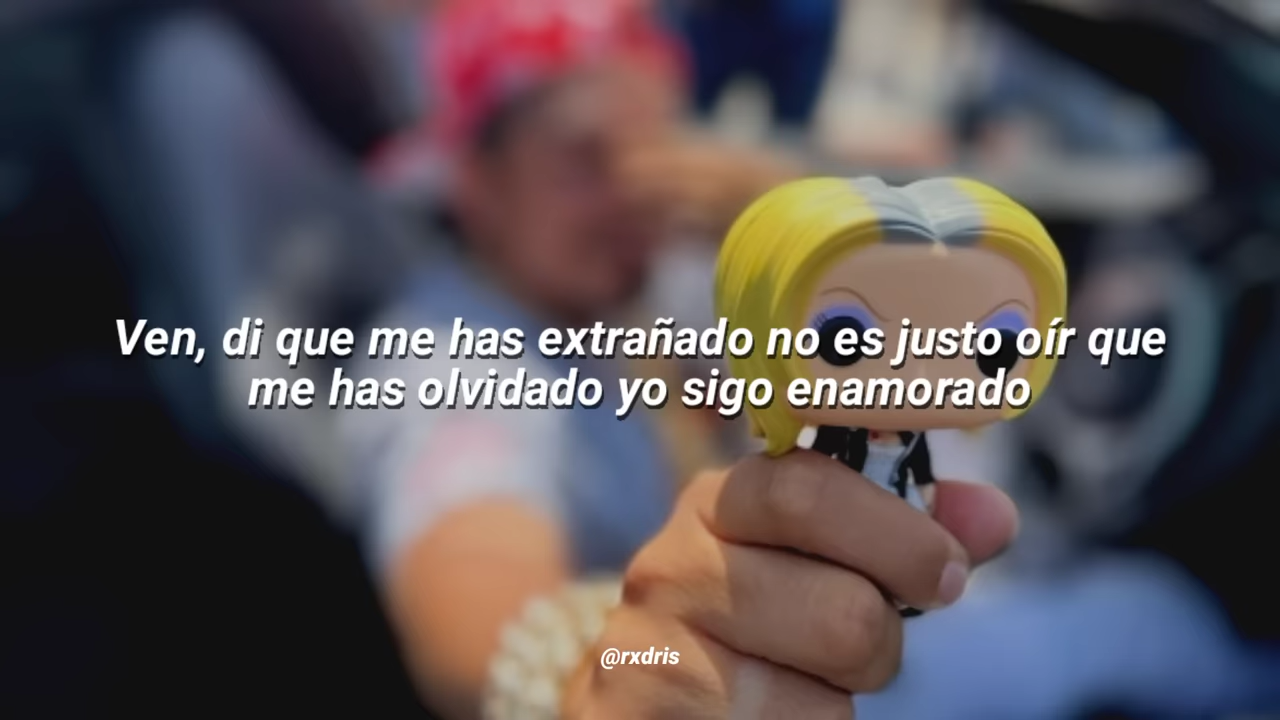 Ven, di que me has extrañado no es justo oír que
me has olvidado yo sigo enamorado
@rxdris